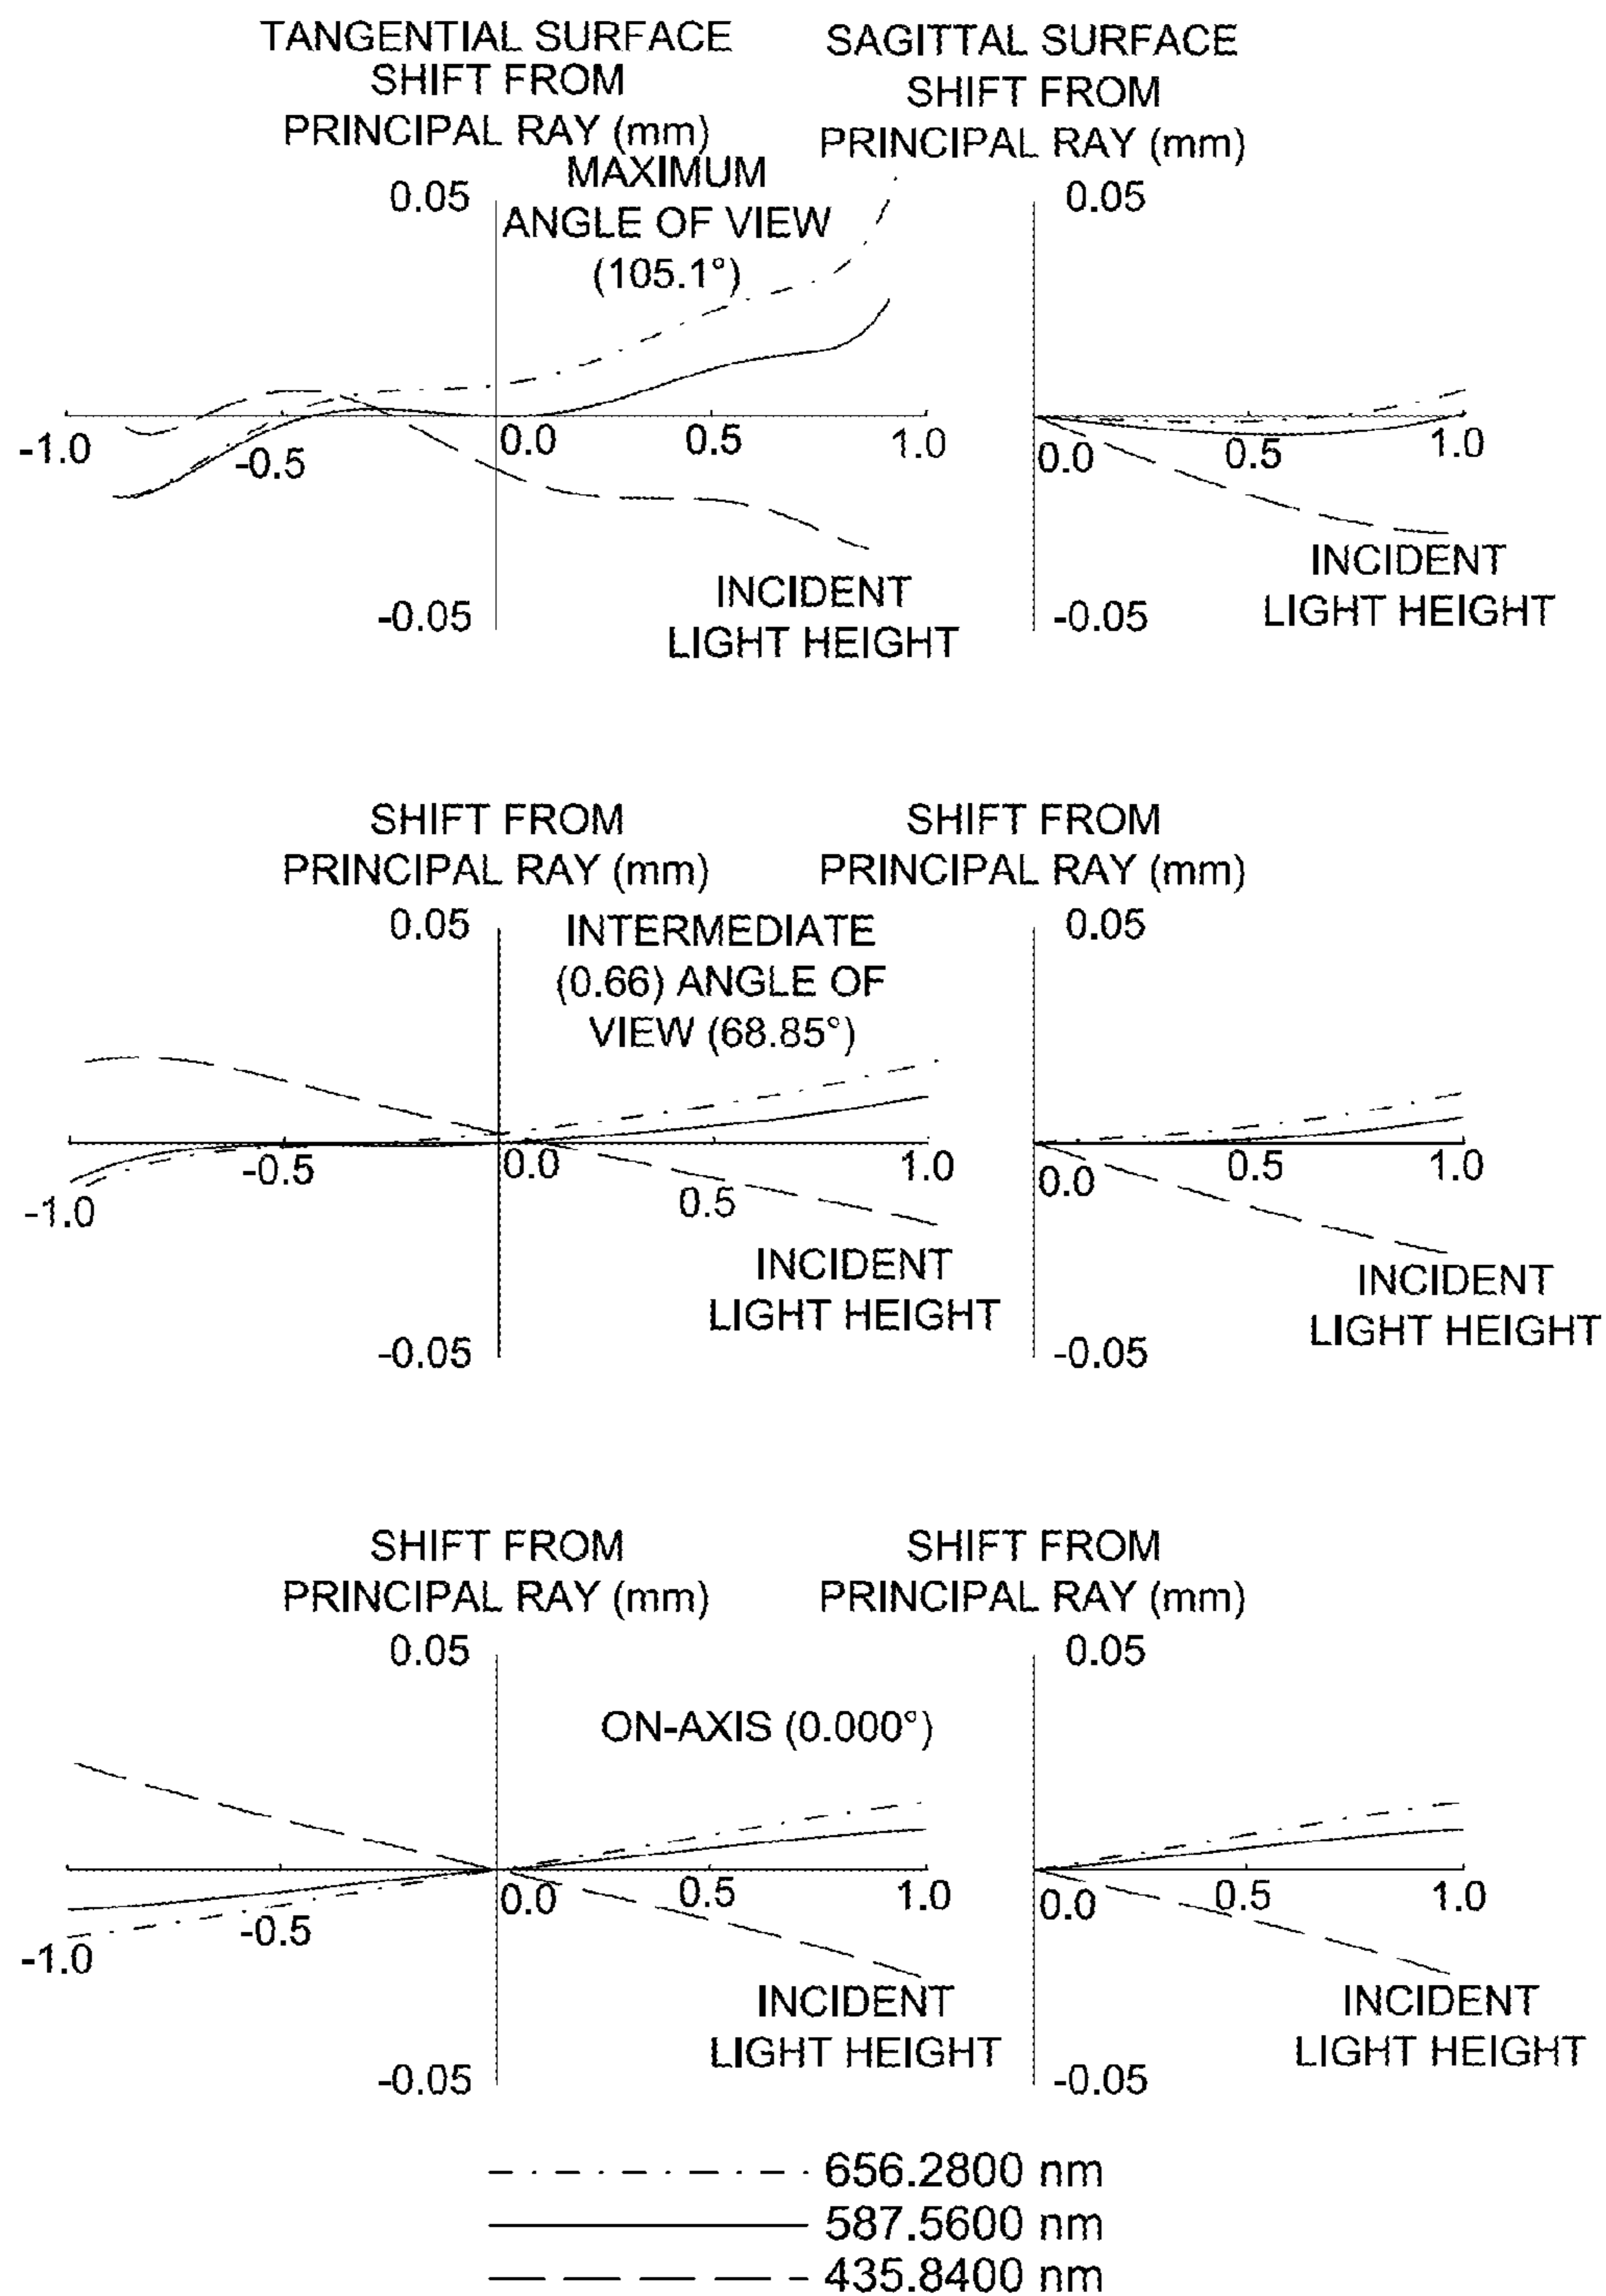 TANGENTIAL SURFACE
SHIFT FROM
PRINCIPAL RAY (mm)
SAGITTAL SURFACE
SHIFT FROM
PRINCIPAL RAY (mm)
0.05
MAXIMUM
ANGLE OF VIEW
(105.1°)
0.05
-1.0
-0.5
0.0
0.5
1.0
0.0
0.5
1.0
-0.05
INCIDENT
LIGHT HEIGHT
-0.05
INCIDENT
LIGHT HEIGHT
SHIFT FROM
PRINCIPAL RAY (mm)
SHIFT FROM
PRINCIPAL RAY (mm)
0.05
INTERMEDIATE
(0.66) ANGLE OF
VIEW (68.85°)
0.05
-1.0
-0.5
0.0
0.5
1.0
0.0
0.5
1.0
-0.05
INCIDENT
LIGHT HEIGHT
-0.05
INCIDENT
LIGHT HEIGHT
SHIFT FROM
PRINCIPAL RAY (mm)
SHIFT FROM
PRINCIPAL RAY (mm)
0.05
ON-AXIS (0.000°)
0.05
-1.0
-0.5
0.0
0.5
1.0
0.0
0.5
1.0
-0.05
INCIDENT
LIGHT HEIGHT
-0.05
INCIDENT
LIGHT HEIGHT
656.2800 nm
587.5600 nm
435.8400 nm